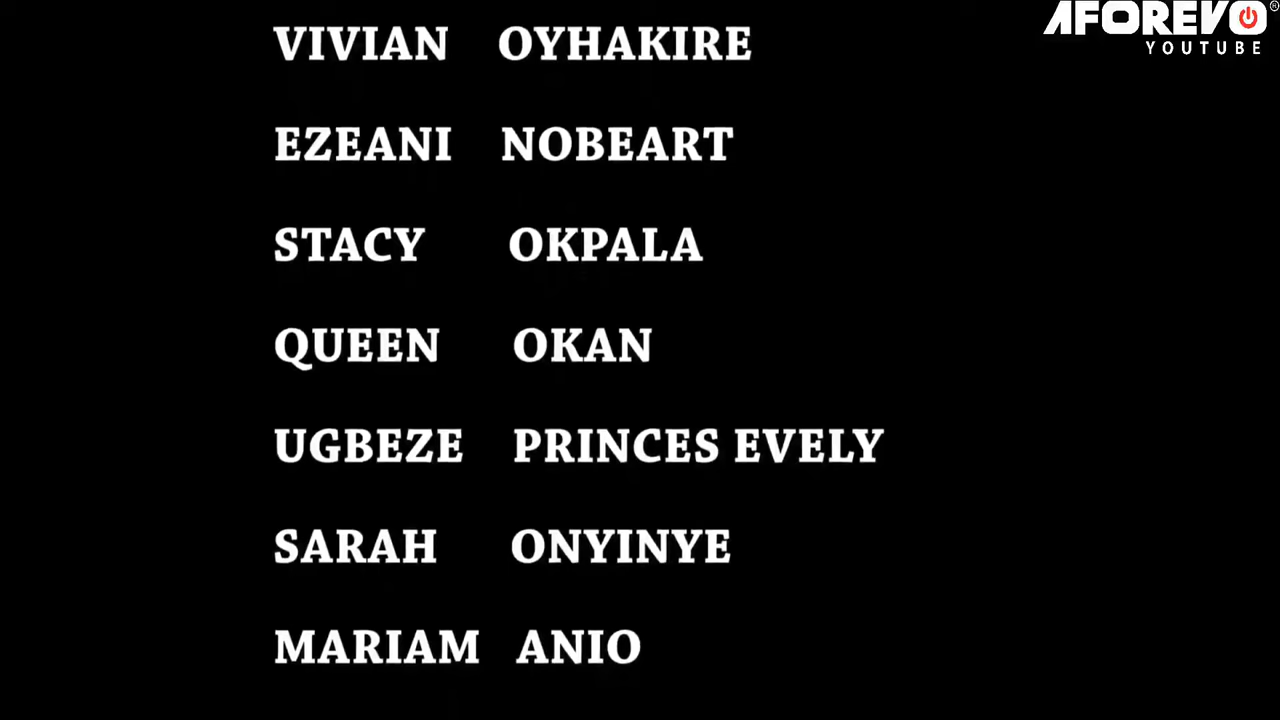 AFOREVO®
YOUTUBE
VIVIAN OYHAKIRE
EZEANI NOBEART
STACY OKPALA
QUEEN OKAN
UGBEZE PRINCES EVELY
SARAH ONYINYE
MARIAM ANIO